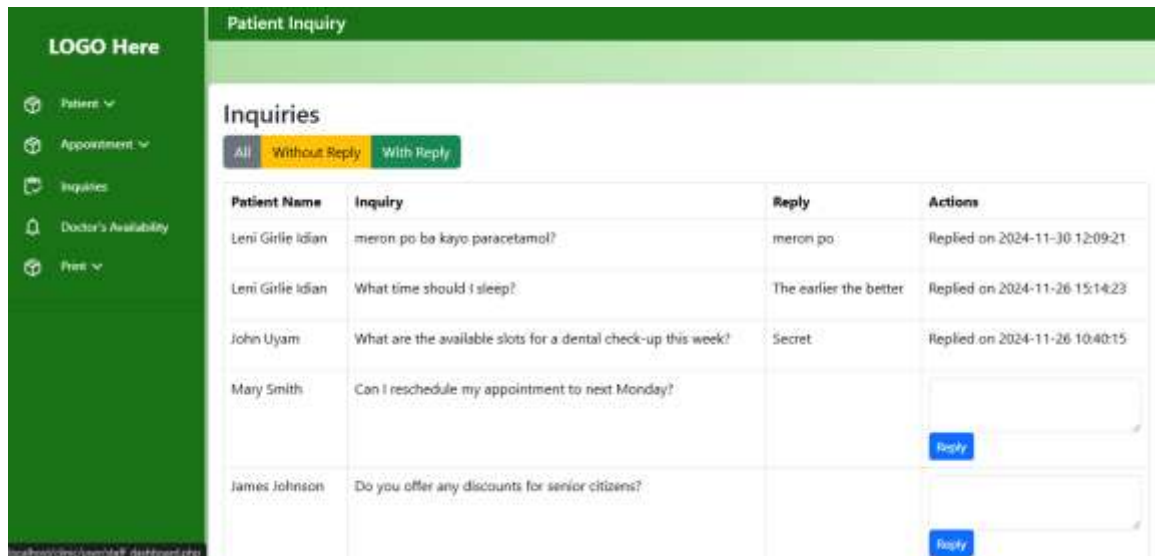 Patient Inquiry
LOGO Here
Patient
Appointment
Inquiries
Doctor's Availability
Print
Inquiries
All Without Reply With Reply
Patient Name Inquiry Reply Actions
Leni Girlie Idian meron po ba kayo paracetamol? meron po Replied on 2024-11-30 12:09:21
Leni Girlie Idian What time should I sleep? The earlier the better Replied on 2024-11-26 15:14:23
John Uyam What are the available slots for a dental check-up this week? Secret Replied on 2024-11-26 10:40:15
Mary Smith Can I reschedule my appointment to next Monday?
Reply
James Johnson Do you offer any discounts for senior citizens?
Reply
localhost/clinic/user/staff_dashboard.php